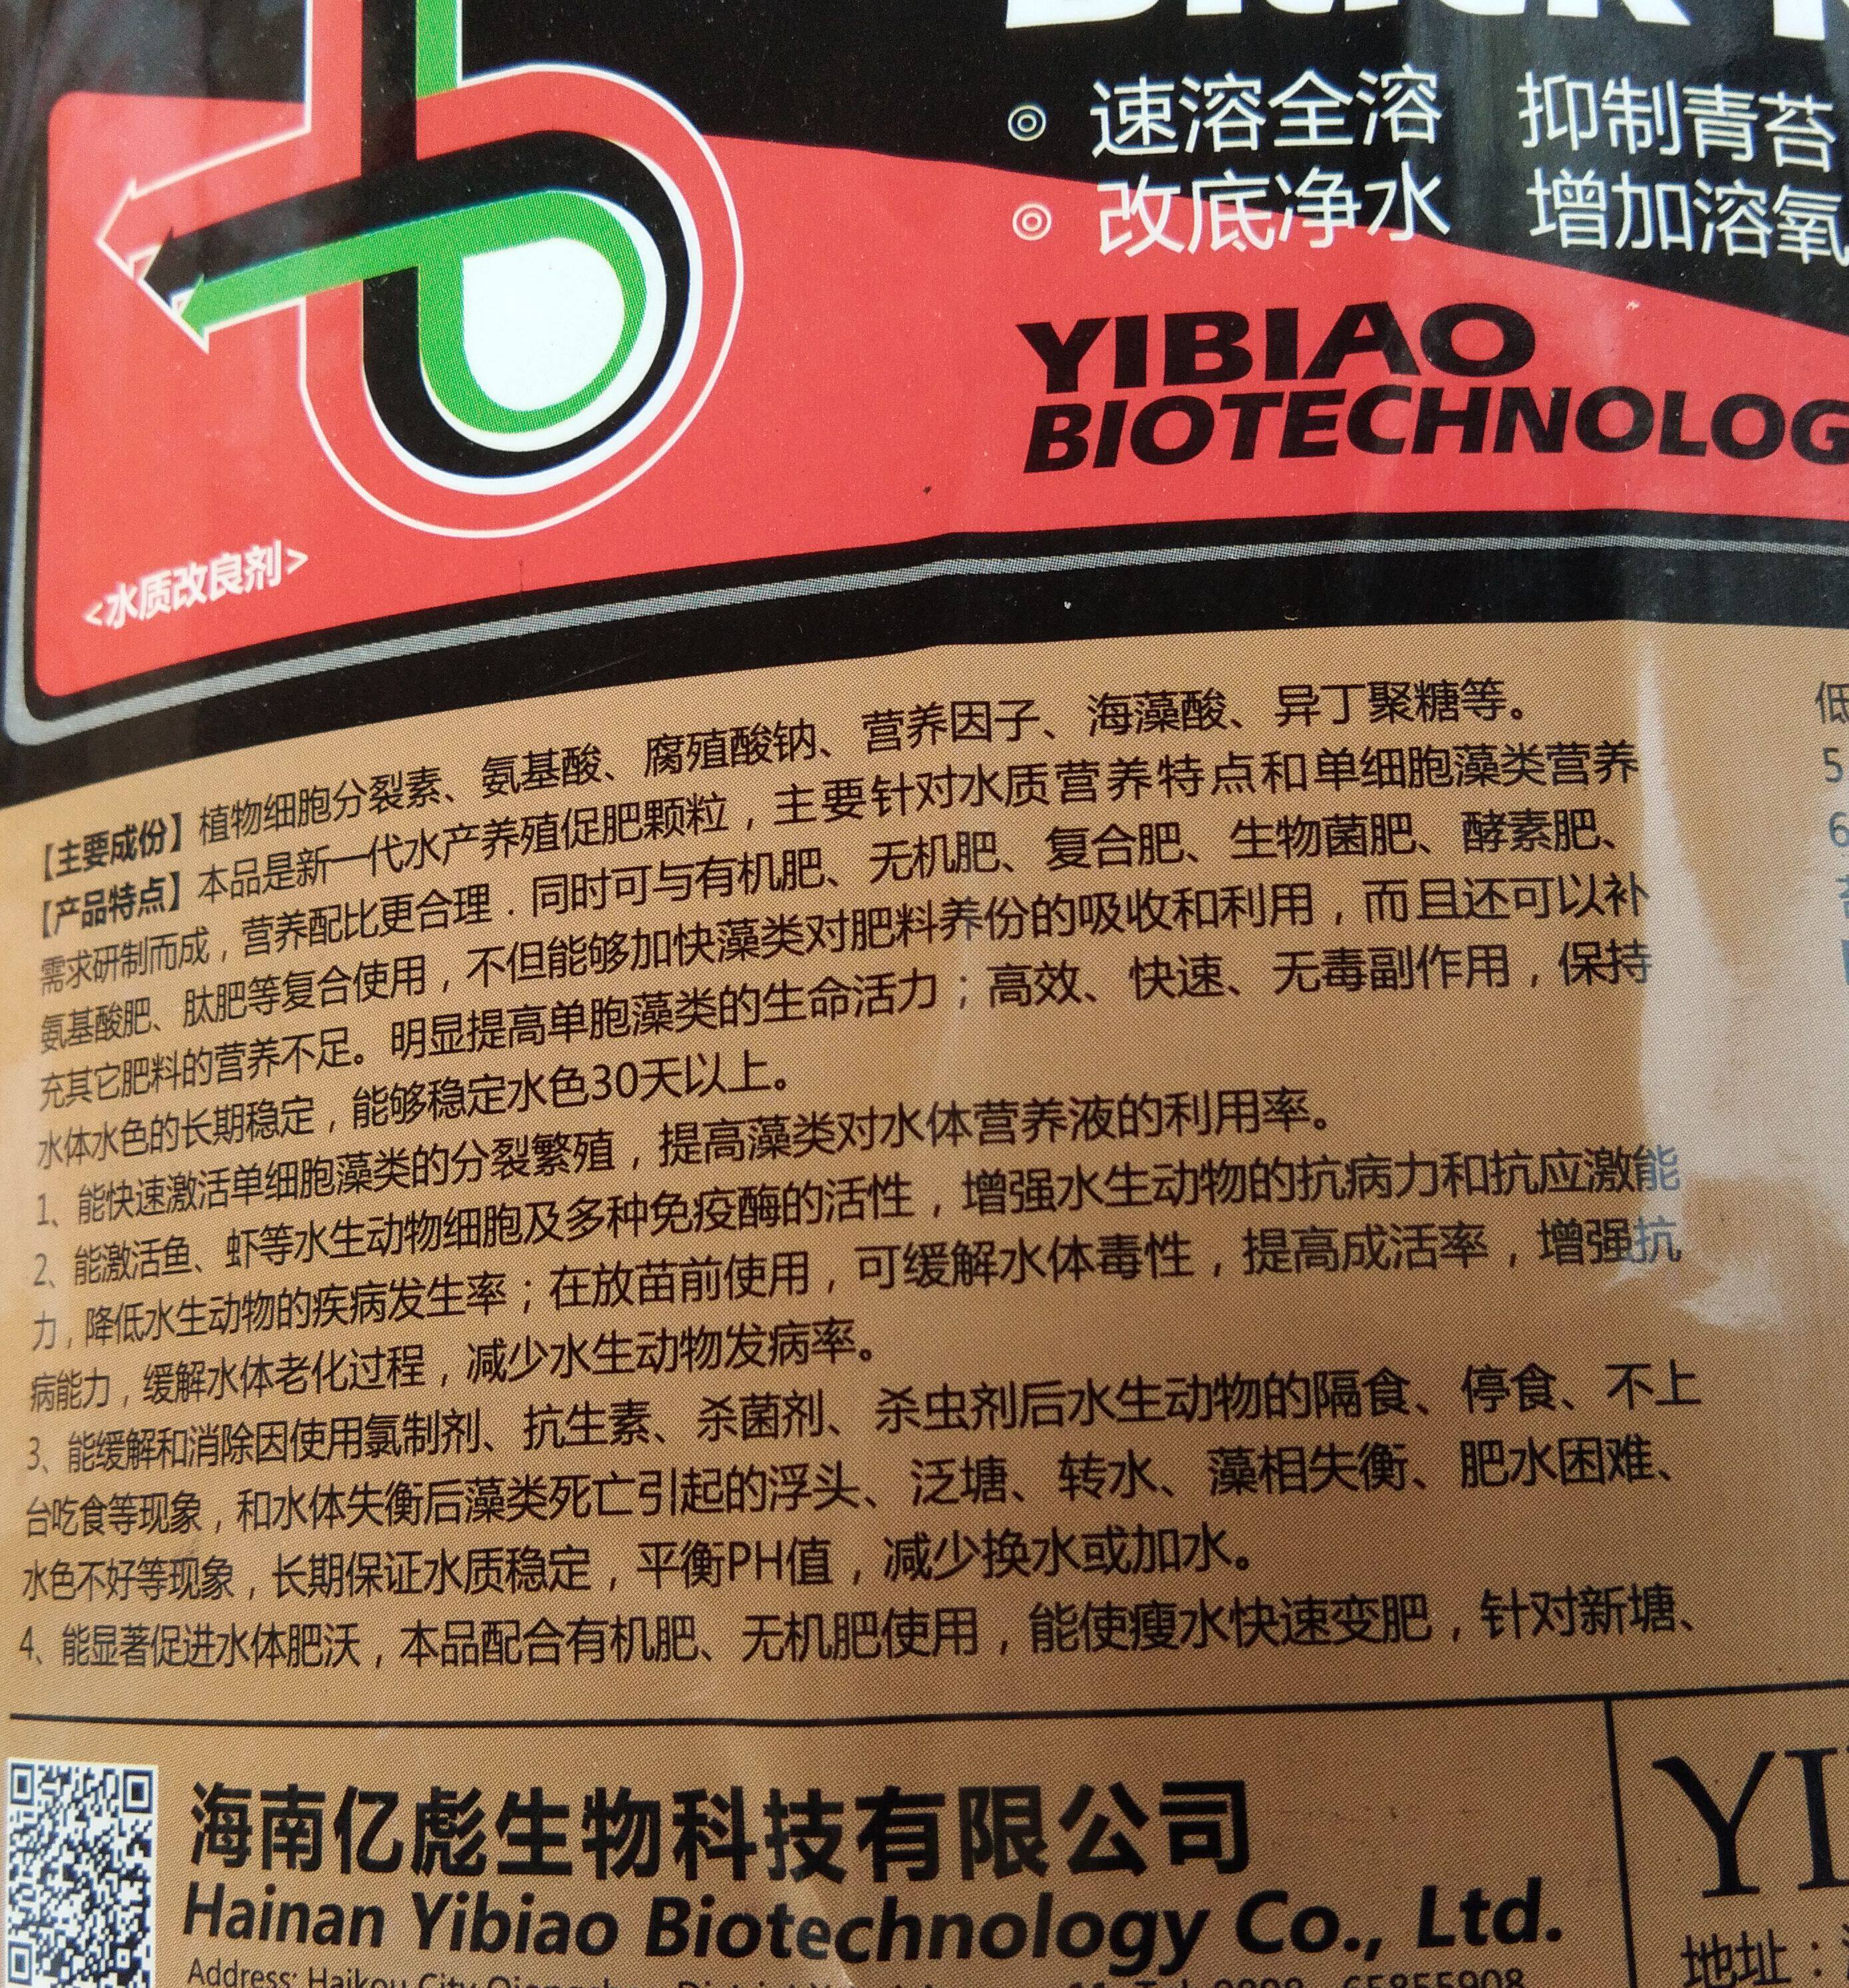 速溶全溶 抑制青苔
改底净水 增加溶氧
YIBIAO
BIOTECHNOLOG
<水质改良剂>
【主要成份】植物细胞分裂素、氨基酸、腐殖酸钠、营养因子、海藻酸、异丁聚糖等。
【产品特点】本品是新一代水产养殖促肥颗粒，主要针对水质营养特点和单细胞藻类营养
需求研制而成，营养配比更合理．同时可与有机肥、无机肥、复合肥、生物菌肥、酵素肥、
氨基酸肥、肽肥等复合使用，不但能够加快藻类对肥料养份的吸收和利用，而且还可以补
充其它肥料的营养不足。明显提高单胞藻类的生命活力；高效、快速、无毒副作用，保持
水体水色的长期稳定，能够稳定水色30天以上。
1、能快速激活单细胞藻类的分裂繁殖，提高藻类对水体营养液的利用率。
2、能激活鱼、虾等水生动物细胞及多种免疫酶的活性，增强水生动物的抗病力和抗应激能
力，降低水生动物的疾病发生率；在放苗前使用，可缓解水体毒性，提高成活率，增强抗
病能力，缓解水体老化过程，减少水生动物发病率。
3、能缓解和消除因使用氯制剂、抗生素、杀菌剂、杀虫剂后水生动物的隔食、停食、不上
台吃食等现象，和水体失衡后藻类死亡引起的浮头、泛塘、转水、藻相失衡、肥水困难、
水色不好等现象，长期保证水质稳定，平衡PH值，减少换水或加水。
4、能显著促进水体肥沃，本品配合有机肥、无机肥使用，能使瘦水快速变肥，针对新塘、
低
5
6
海南亿彪生物科技有限公司
Hainan Yibiao Biotechnology Co., Ltd.
Address: Haikou City
YI
地址：